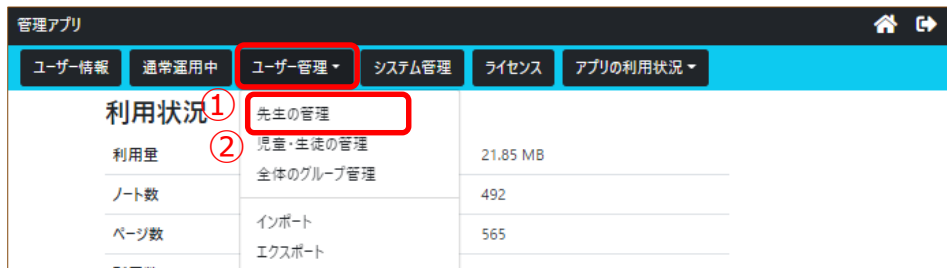 管理アプリ
ユーザー情報 通常運用中 ユーザー管理 システム管理 ライセンス アプリの利用状況
利用状況
①
先生の管理
②
児童・生徒の管理
全体のグループ管理
インポート
エクスポート
利用量 21.85 MB
ノート数 492
ページ数 565